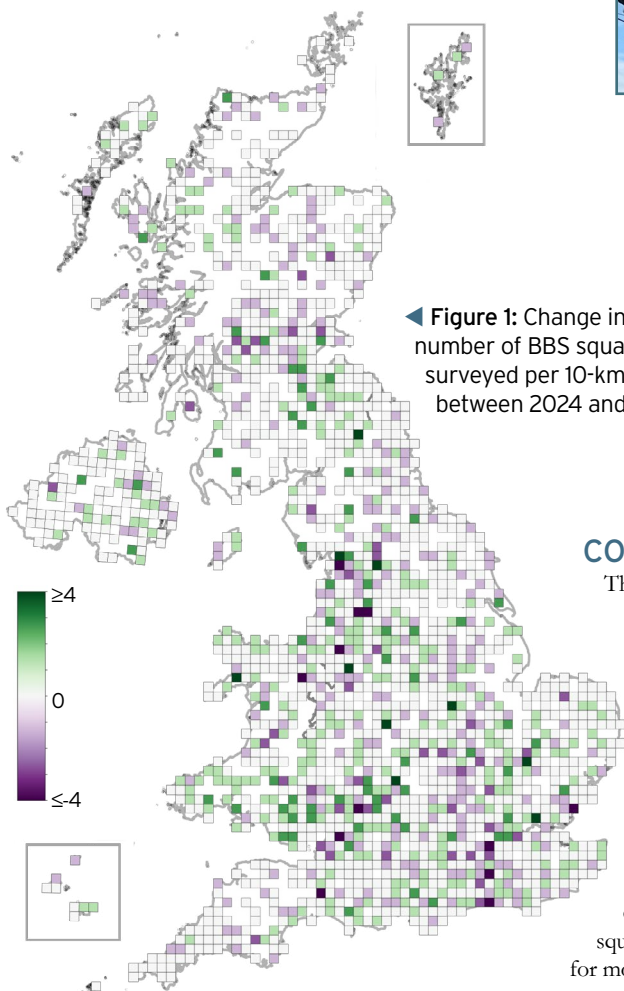 ◀ Figure 1: Change in
number of BBS squa
surveyed per 10-km
between 2024 and
CO
Th
≥4
0
≤-4
squ
for mo